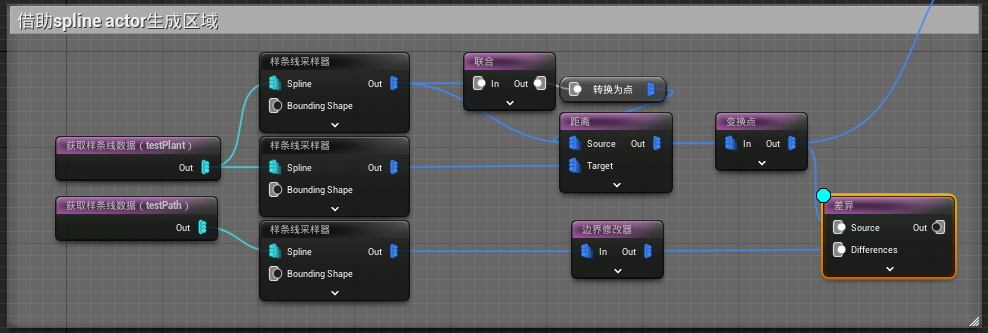 借助spline actor生成区域
样条线采样器
Spline
Out
Bounding Shape
联合
In
Out
转换为点
距离
Source
Out
Target
变换点
In
Out
获取样条线数据（testPlant）
Out
样条线采样器
Spline
Out
Bounding Shape
获取样条线数据（testPath）
Out
样条线采样器
Spline
Out
Bounding Shape
边界修改器
In
Out
差异
Source
Out
Differences